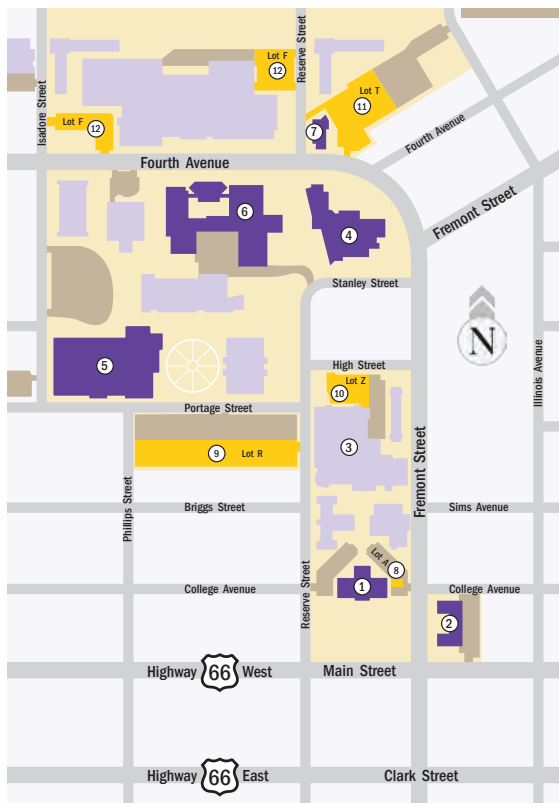 Lot F
12
Reserve Street
Lot T
11
Isadore Street
Lot F
12
7
Fourth Avenue
Fourth Avenue
6
4
Fremont Street
Stanley Street
N
Illinois Avenue
5
High Street
Lot Z
10
Portage Street
3
9
Lot R
Fremont Street
Phillips Street
Briggs Street
Sims Avenue
Lot A
8
College Avenue
Reserve Street
1
College Avenue
2
Highway 66 West
Main Street
Highway 66 East
Clark Street